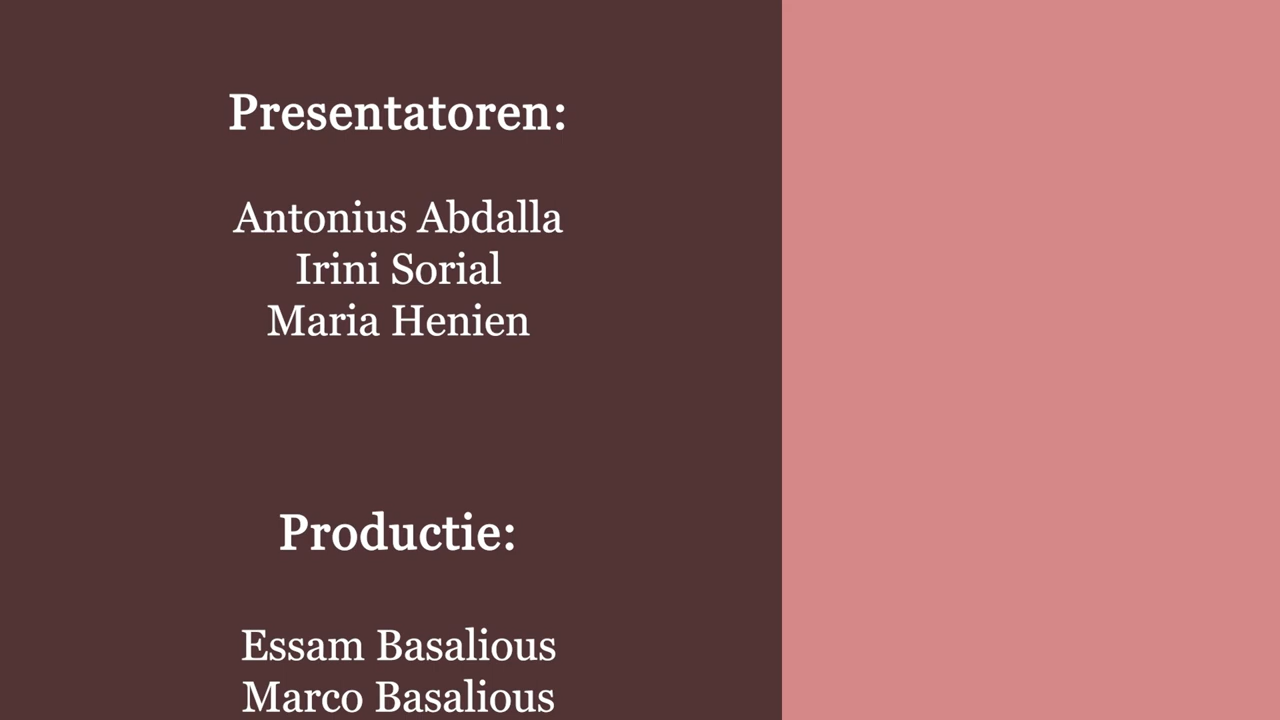 Presentatoren:
Antonius Abdalla
Irini Sorial
Maria Henien
Productie:
Essam Basalious
Marco Basalious